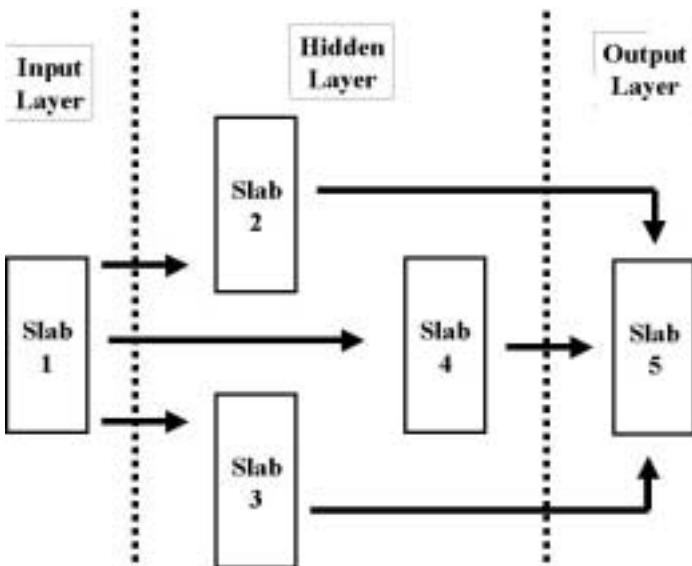 Input
Layer
Hidden
Layer
Output
Layer
Slab
1
Slab
2
Slab
3
Slab
4
Slab
5